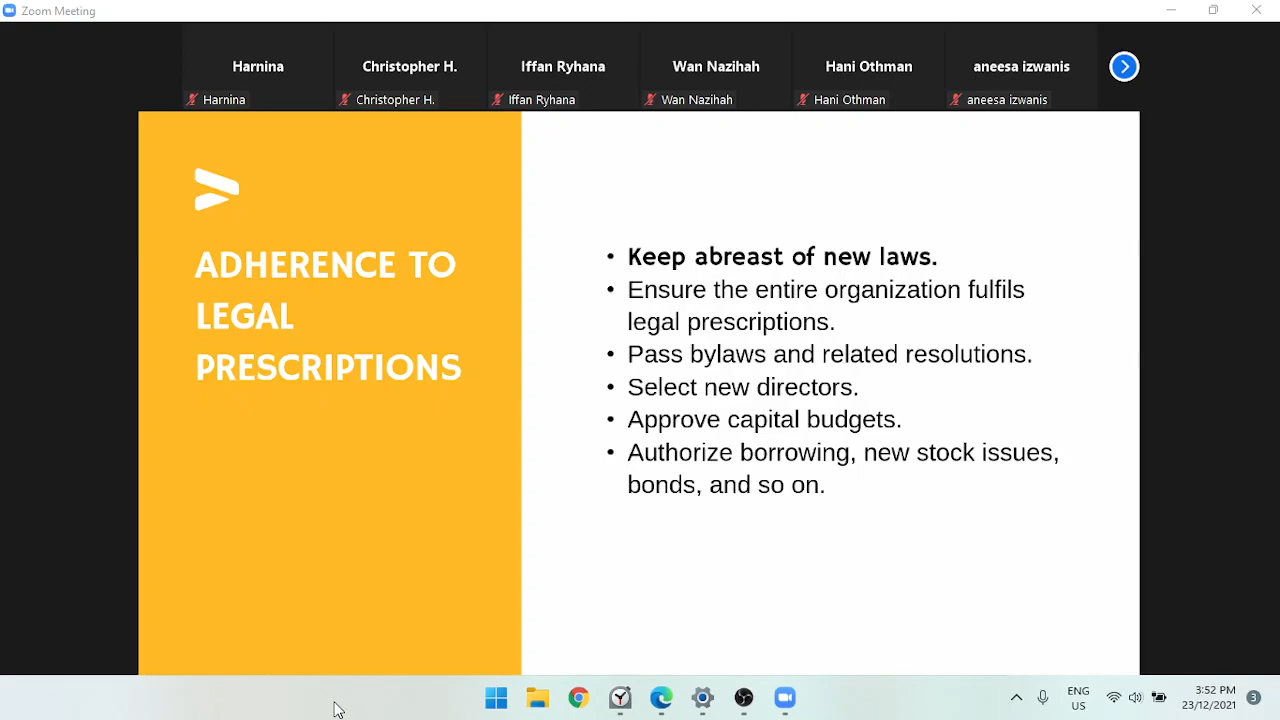 Zoom Meeting
Harnina Christopher H. Iffan Ryhana Wan Nazihah Hani Othman aneesa izwanis
Harnina Christopher H. Iffan Ryhana Wan Nazihah Hani Othman aneesa izwanis
ADHERENCE TO
LEGAL
PRESCRIPTIONS
• Keep abreast of new laws.
• Ensure the entire organization fulfils
legal prescriptions.
• Pass bylaws and related resolutions.
• Select new directors.
• Approve capital budgets.
• Authorize borrowing, new stock issues,
bonds, and so on.
ENG
US
3:52 PM
23/12/2021
3